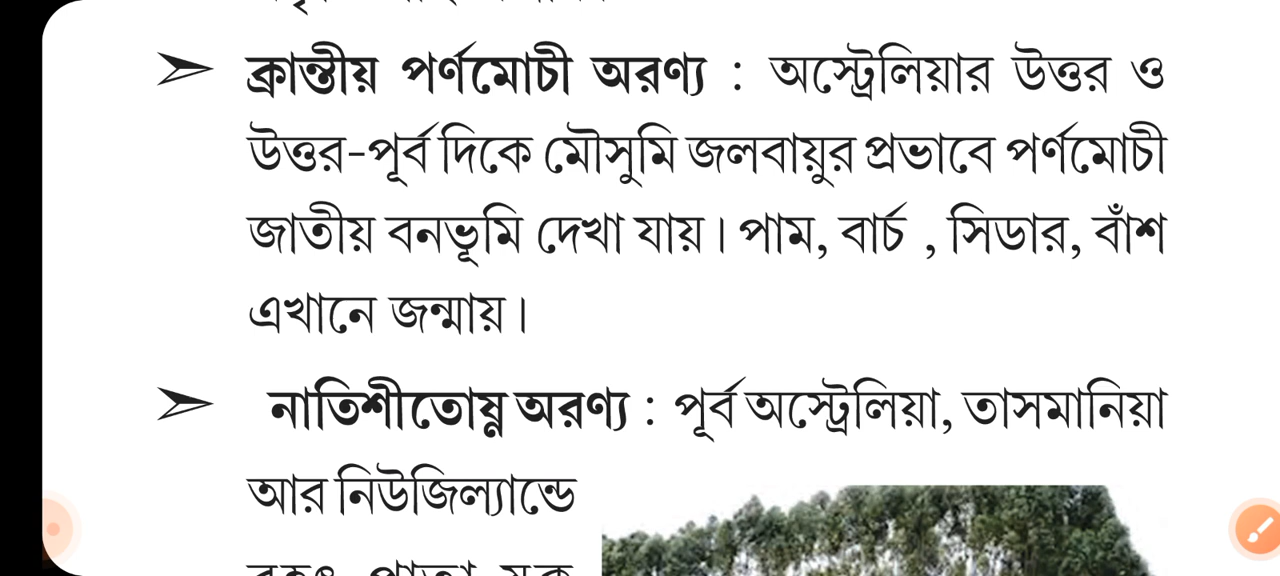 ➢ ক্রান্তীয় পর্ণমোচী অরণ্য : অস্ট্রেলিয়ার উত্তর ও
উত্তর-পূর্ব দিকে মৌসুমি জলবায়ুর প্রভাবে পর্ণমোচী
জাতীয় বনভূমি দেখা যায়। পাম, বার্চ , সিডার, বাঁশ
এখানে জন্মায়।
➢ নাতিশীতোষ্ণ অরণ্য : পূর্ব অস্ট্রেলিয়া, তাসমানিয়া
আর নিউজিল্যান্ডে